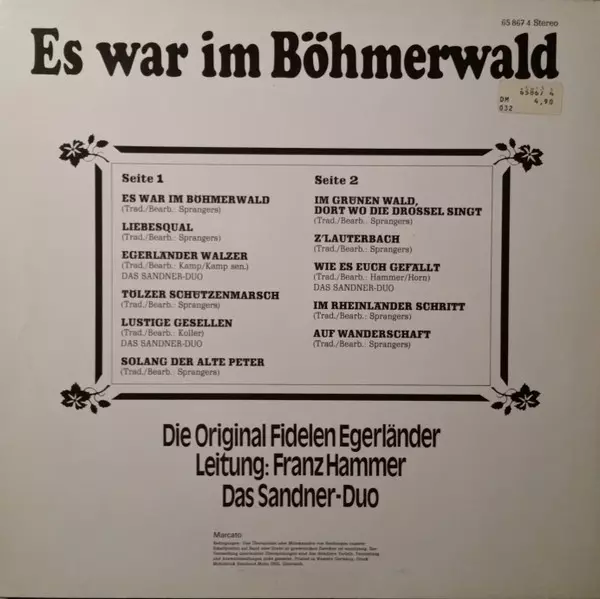 65 867 4 Stereo
Es war im Böhmerwald
65867 4
DM 4,90
032
Seite 1
ES WAR IM BÖHMERWALD
(Trad./Bearb.: Sprangers)
LIEBESQUAL
(Trad./Bearb.: Sprangers)
EGERLÄNDER WALZER
(Trad./Bearb.: Kamp/Kamp sen.)
DAS SANDNER-DUO
TÖLZER SCHÜTZENMARSCH
(Trad./Bearb.: Sprangers)
LUSTIGE GESELLEN
(Trad./Bearb.: Koller)
DAS SANDNER-DUO
SOLANG DER ALTE PETER
(Trad./Bearb.: Sprangers)
Seite 2
IM GRÜNEN WALD,
DORT WO DIE DROSSEL SINGT
(Trad./Bearb.: Sprangers)
Z'LAUTERBACH
(Trad./Bearb.: Sprangers)
WIE ES EUCH GEFÄLLT
(Trad./Bearb.: Hammer/Horn)
DAS SANDNER-DUO
IM RHEINLÄNDER SCHRITT
(Trad./Bearb.: Sprangers)
AUF WANDERSCHAFT
(Trad./Bearb.: Sprangers)
Die Original Fidelen Egerländer
Leitung: Franz Hammer
Das Sandner-Duo
Marcato